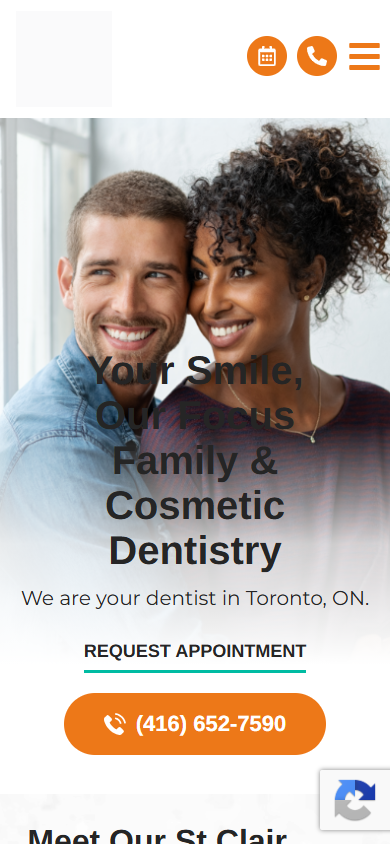 Your Smile,
Our Focus
Family &
Cosmetic
Dentistry
We are your dentist in Toronto, ON.
REQUEST APPOINTMENT
(416) 652-7590
Meet Our St Clair